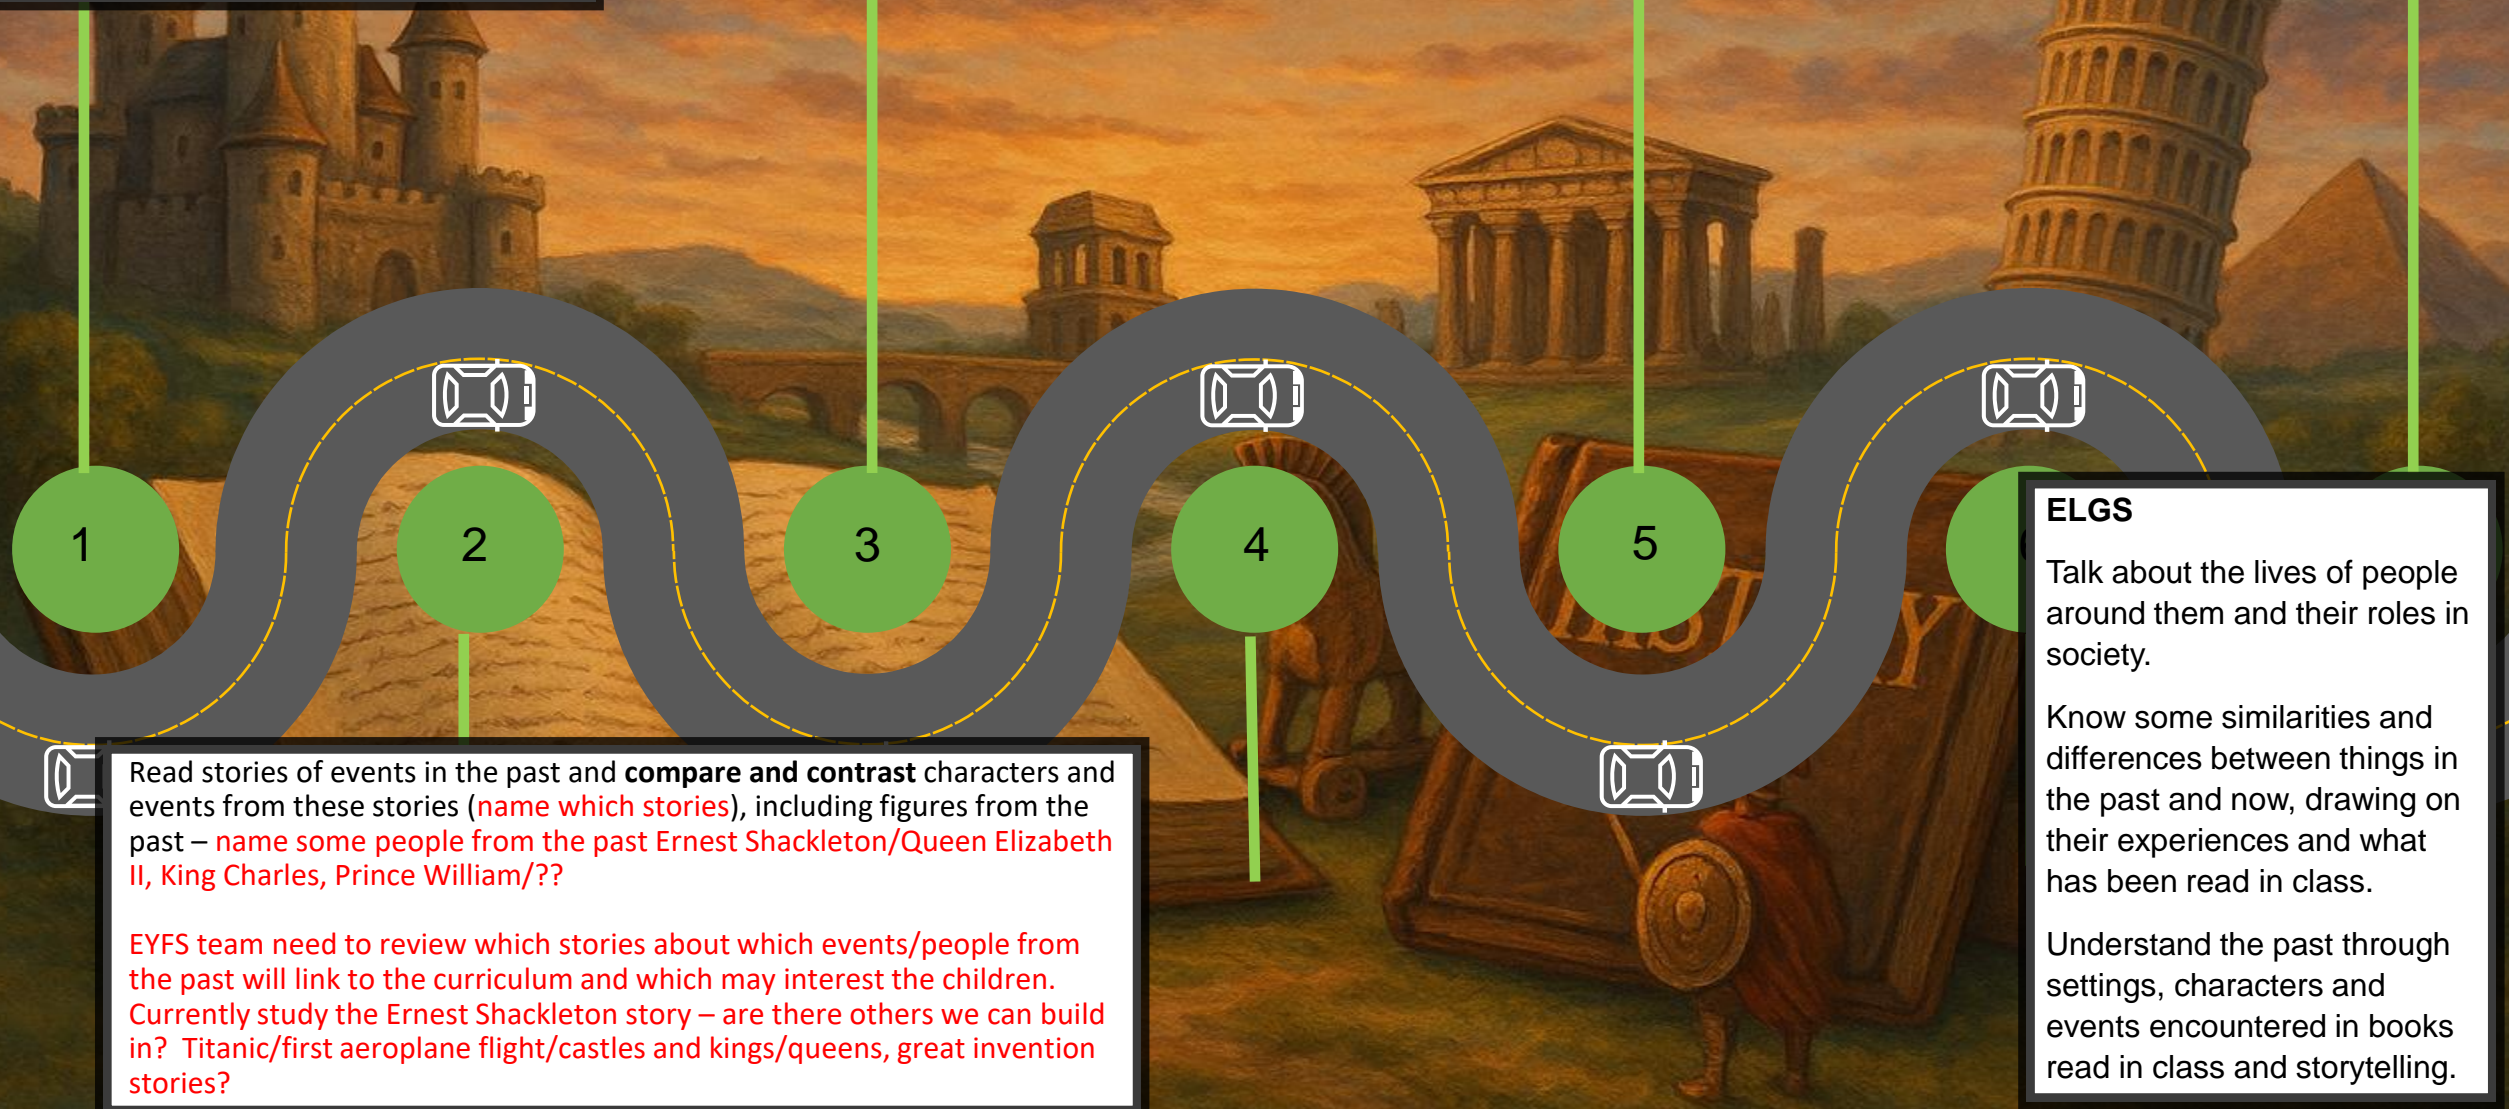 1
2
3
4
5
ELGS
Talk about the lives of people
around them and their roles in
society.
Know some similarities and
differences between things in
the past and now, drawing on
their experiences and what
has been read in class.
Understand the past through
settings, characters and
events encountered in books
read in class and storytelling.
Read stories of events in the past and compare and contrast characters and
events from these stories (name which stories), including figures from the
past – name some people from the past Ernest Shackleton/Queen Elizabeth
II, King Charles, Prince William/??
EYFS team need to review which stories about which events/people from
the past will link to the curriculum and which may interest the children.
Currently study the Ernest Shackleton story – are there others we can build
in?  Titanic/first aeroplane flight/castles and kings/queens, great invention
stories?